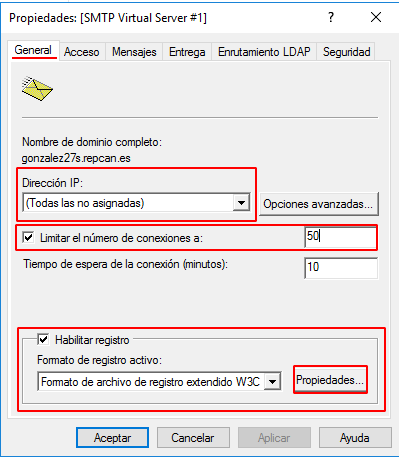 Propiedades: [SMTP Virtual Server #1]
?
General Acceso Mensajes Entrega Enrutamiento LDAP Seguridad
Nombre de dominio completo:
gonzalez27s.repcan.es
Dirección IP:
(Todas las no asignadas) Opciones avanzadas...
Limitar el número de conexiones a: 50
Tiempo de espera de la conexión (minutos): 10
Habilitar registro
Formato de registro activo:
Formato de archivo de registro extendido W3C Propiedades...
Aceptar Cancelar Aplicar Ayuda